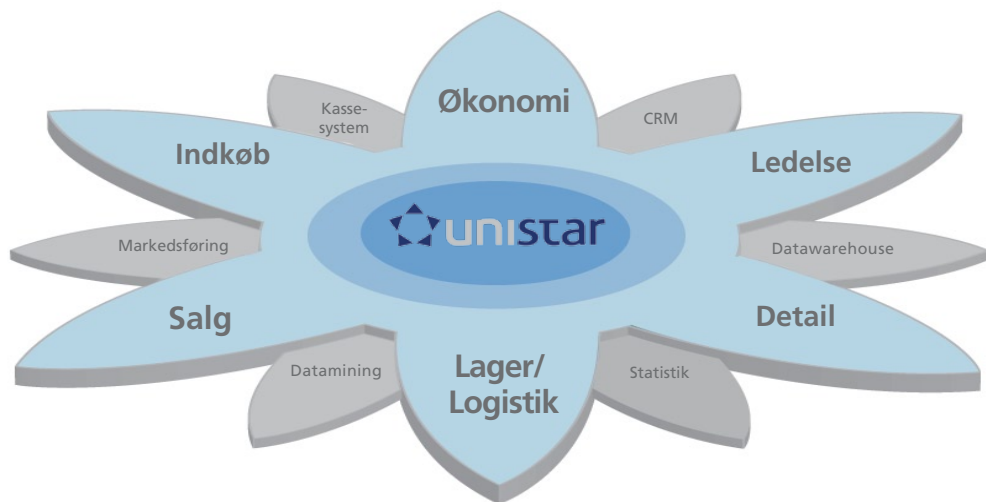 Økonomi
Kasse-
system
CRM
Indkøb
Ledelse
unistar
Markedsføring
Datawarehouse
Salg
Detail
Datamining
Lager/
Logistik
Statistik